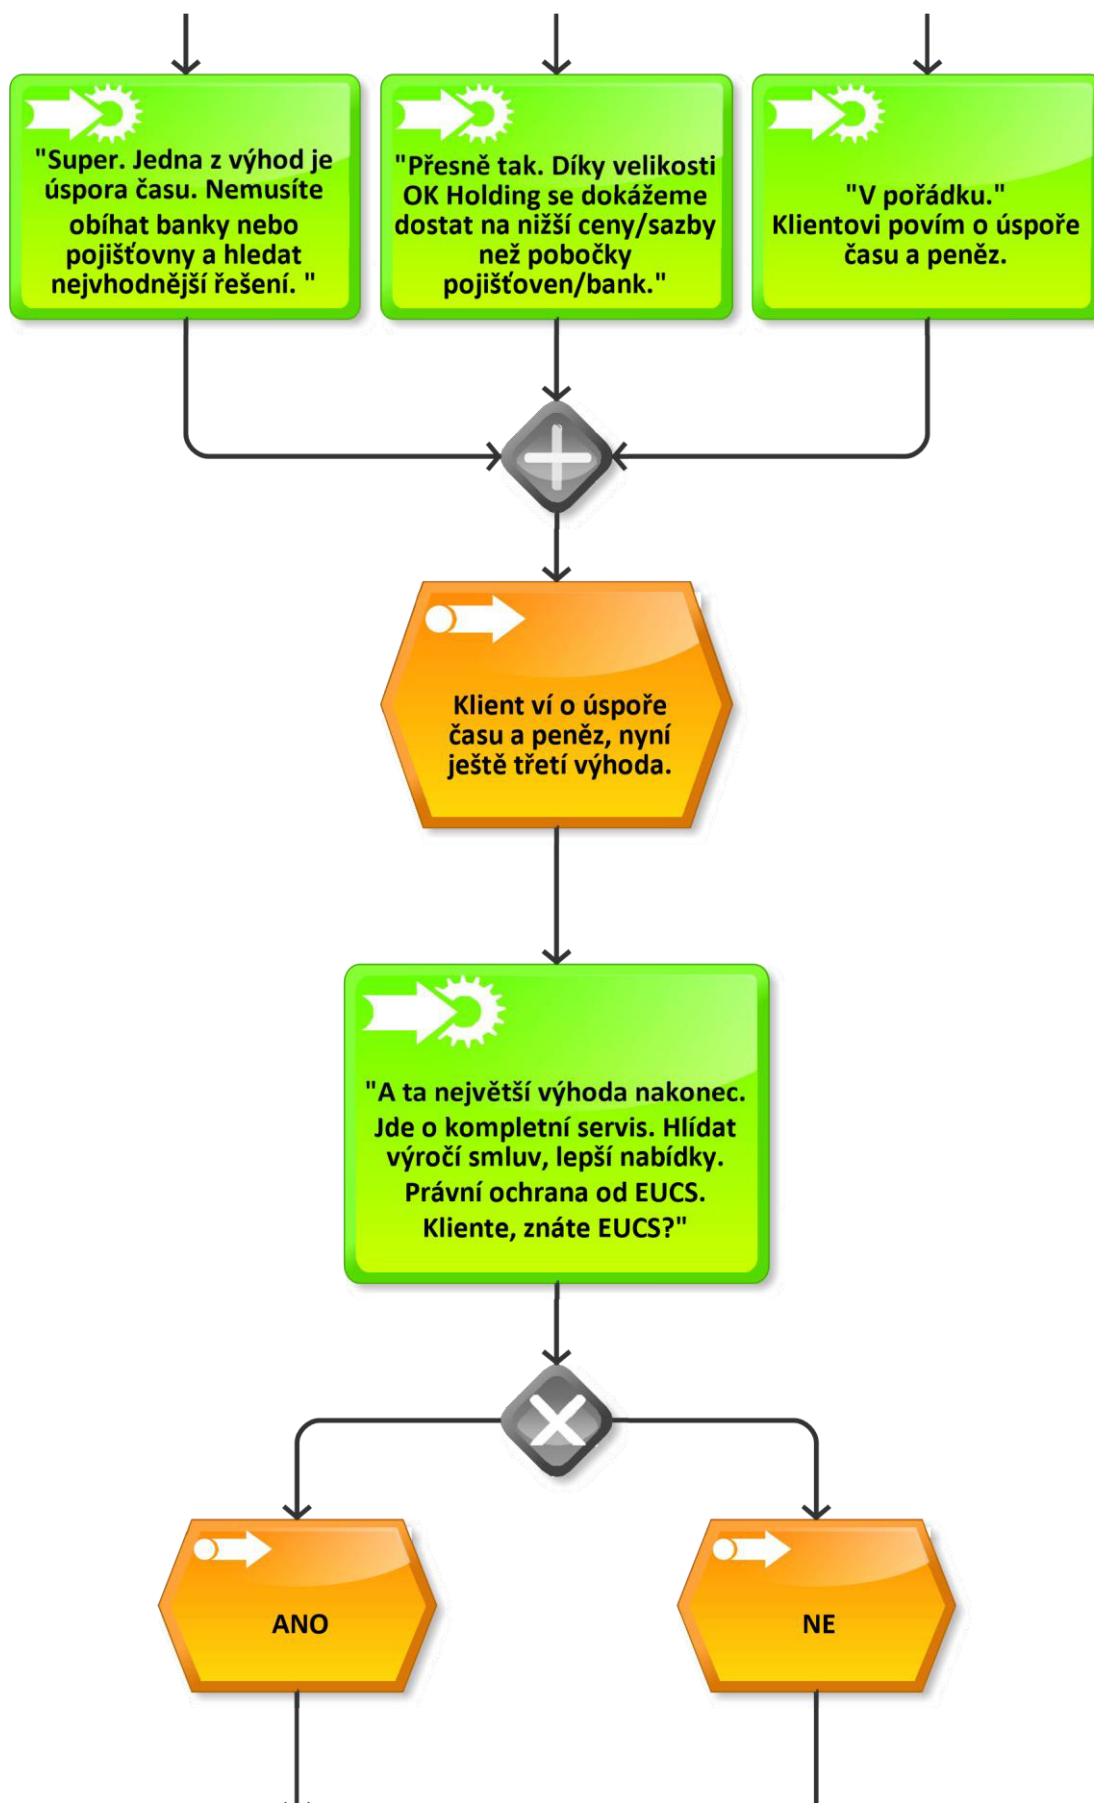 "Super. Jedna z výhod je
úspora času. Nemusíte
obíhat banky nebo
pojišťovny a hledat
nejvhodnější řešení. "
"Přesně tak. Díky velikosti
OK Holding se dokážeme
dostat na nižší ceny/sazby
než pobočky
pojišťoven/bank."
"V pořádku."
Klientovi povím o úspoře
času a peněz.
Klient ví o úspoře
času a peněz, nyní
ještě třetí výhoda.
"A ta největší výhoda nakonec.
Jde o kompletní servis. Hlídat
výročí smluv, lepší nabídky.
Právní ochrana od EUCS.
Kliente, znáte EUCS?"
ANO
NE